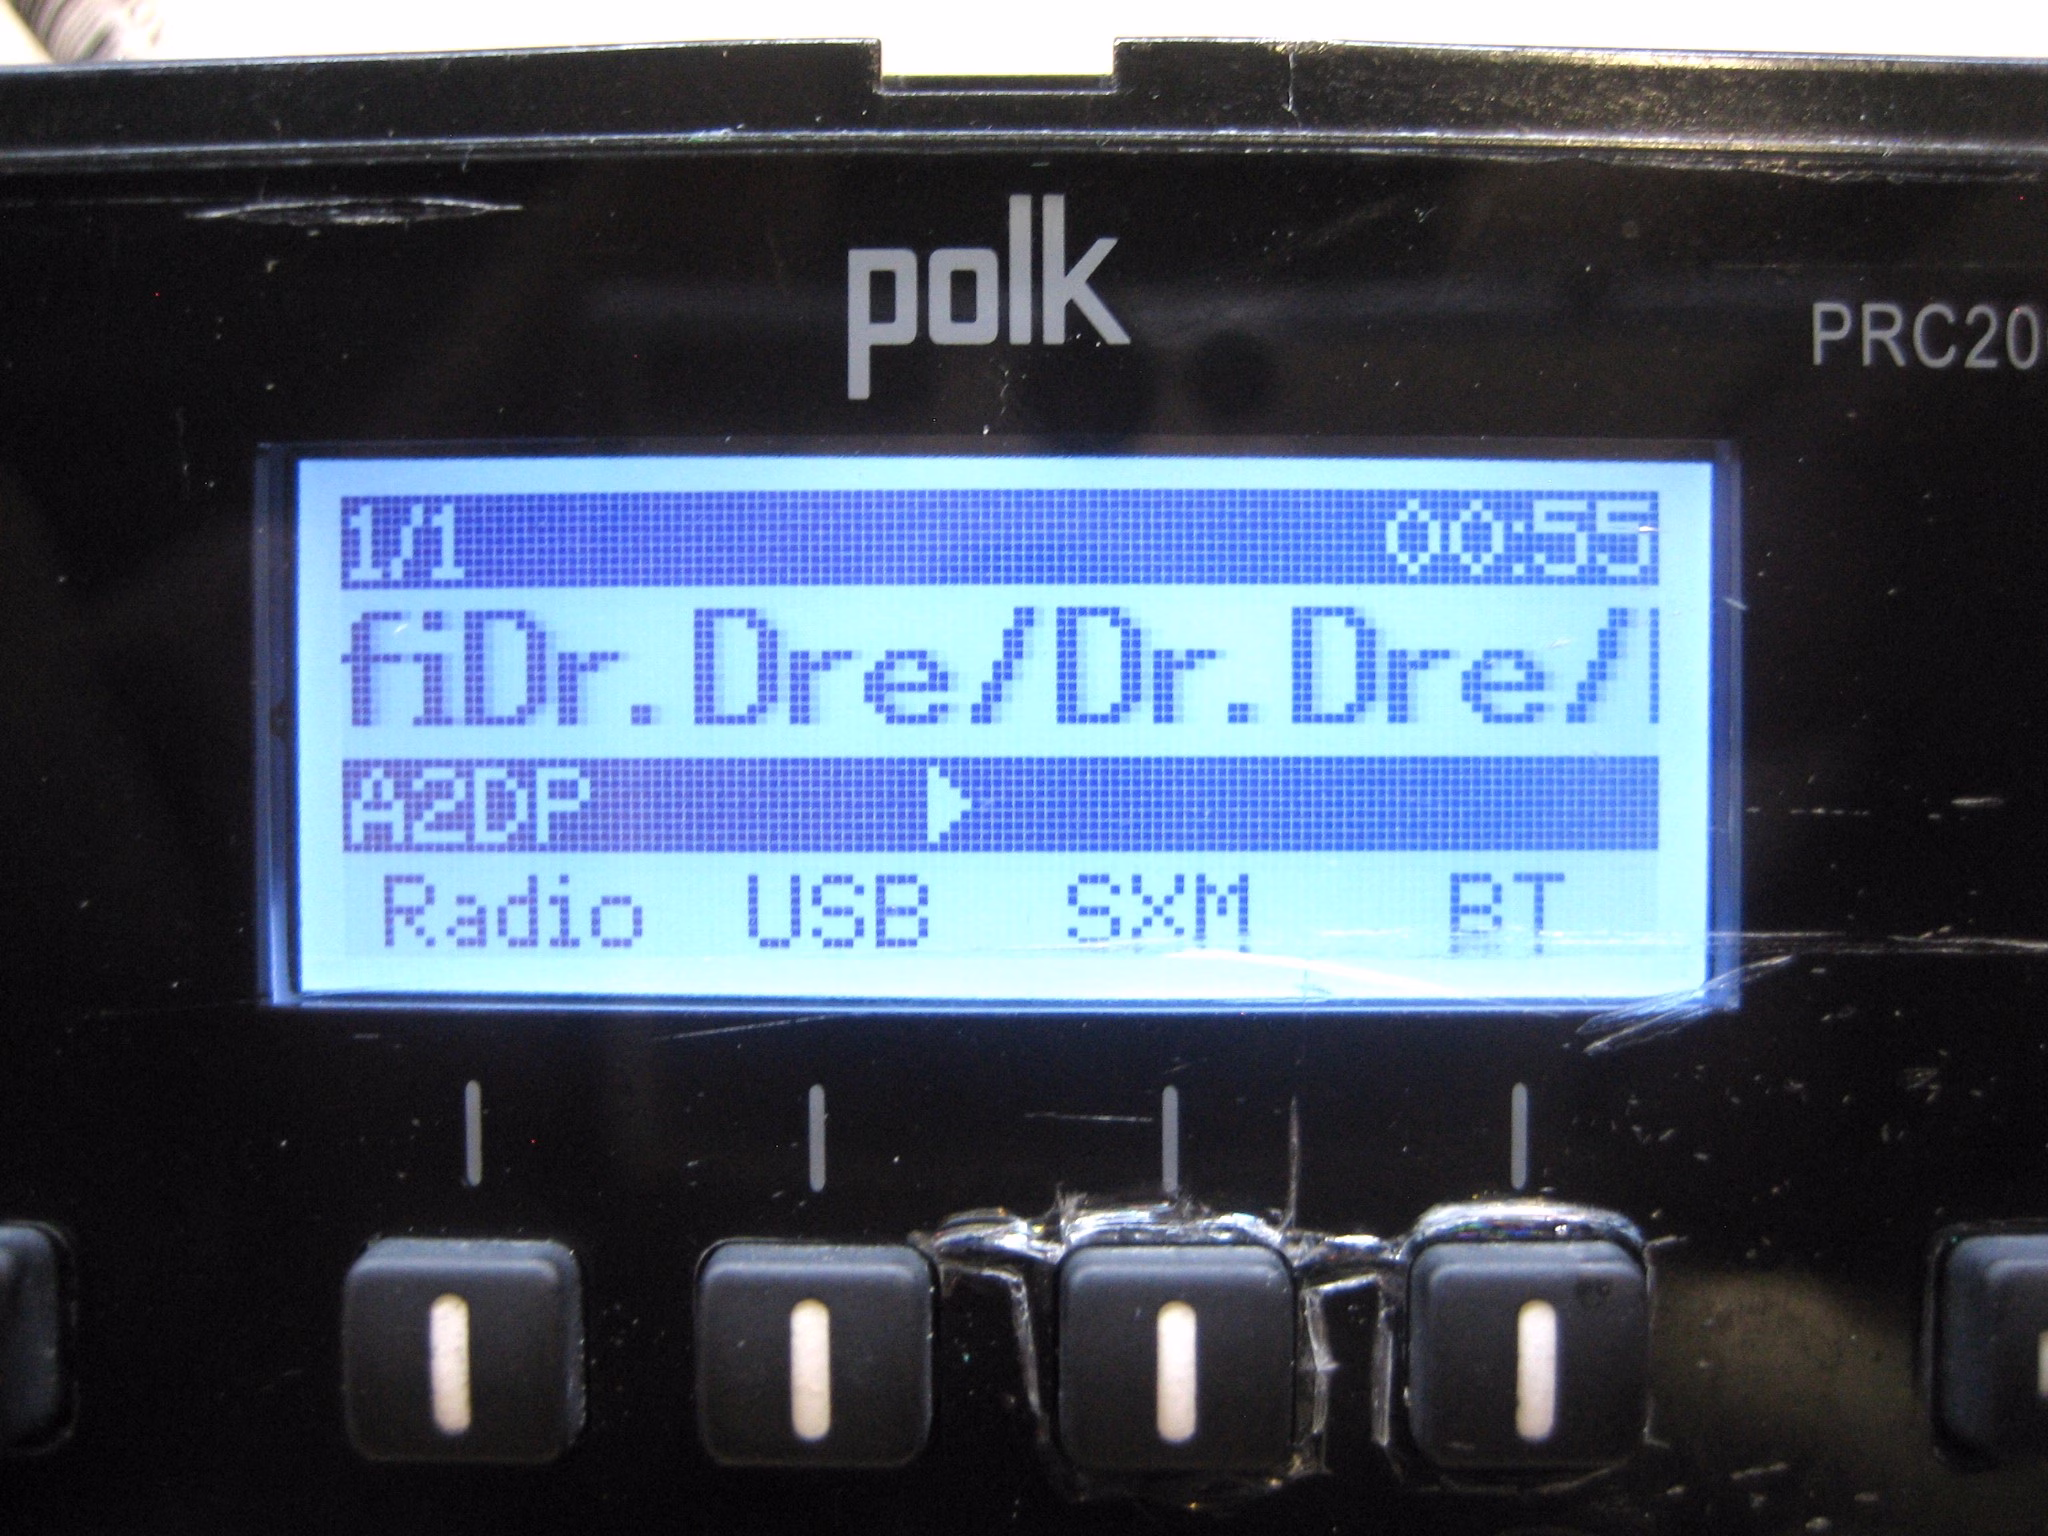 polk
PRC20
1/1 00:55
fiDr.Dre/Dr.Dre/
A2DP
Radio USB SXM BT